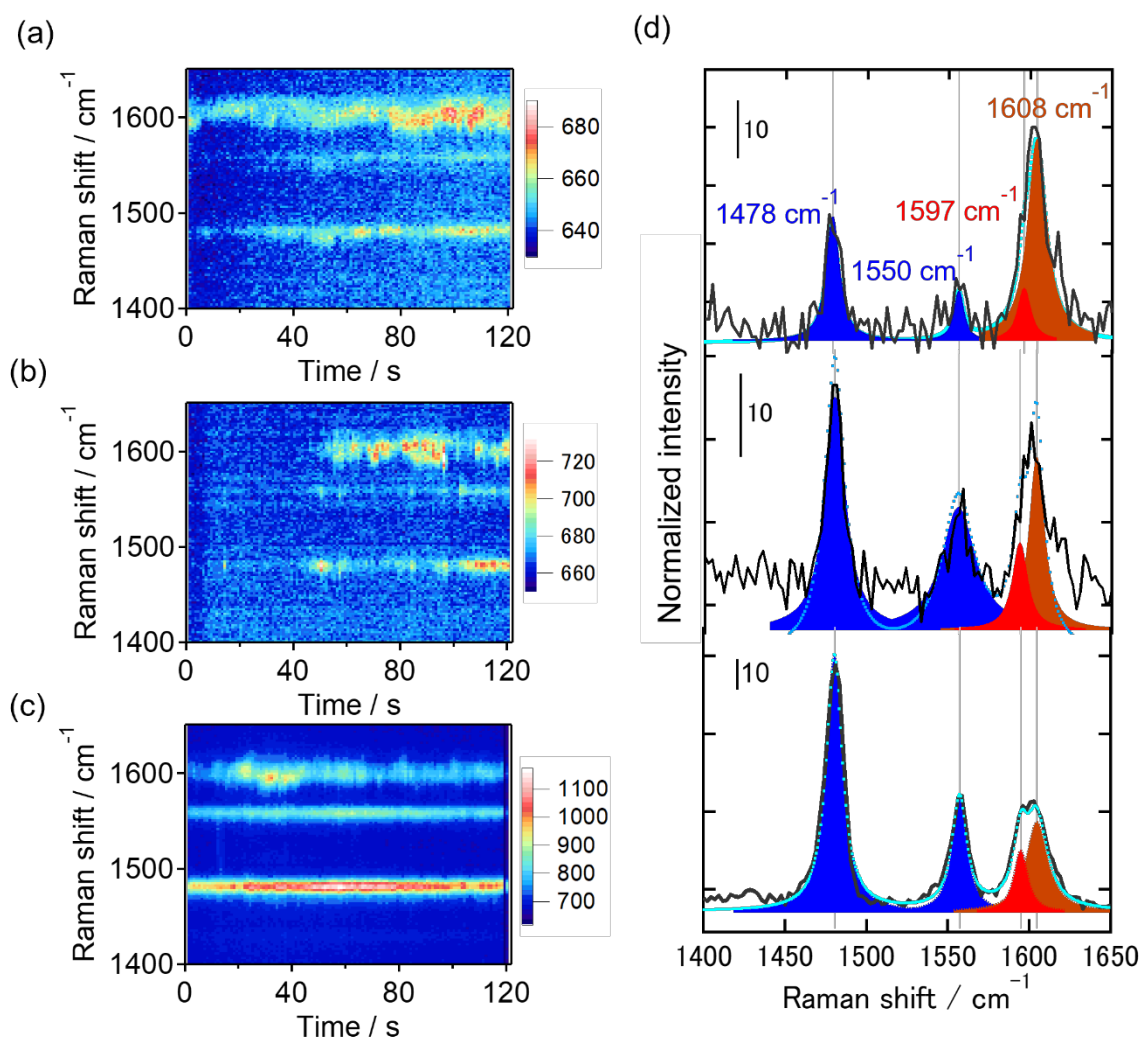 (a)
Raman shift / cm⁻¹
1600
1500
1400
0 40 80 120
Time / s
680
660
640
(b)
Raman shift / cm⁻¹
1600
1500
1400
0 40 80 120
Time / s
720
700
680
660
(c)
Raman shift / cm⁻¹
1600
1500
1400
0 40 80 120
Time / s
1100
1000
900
800
700
(d)
Normalized intensity
10
1478 cm⁻¹
1550 cm⁻¹
1597 cm⁻¹
1608 cm⁻¹
10
10
1400 1450 1500 1550 1600 1650
Raman shift / cm⁻¹